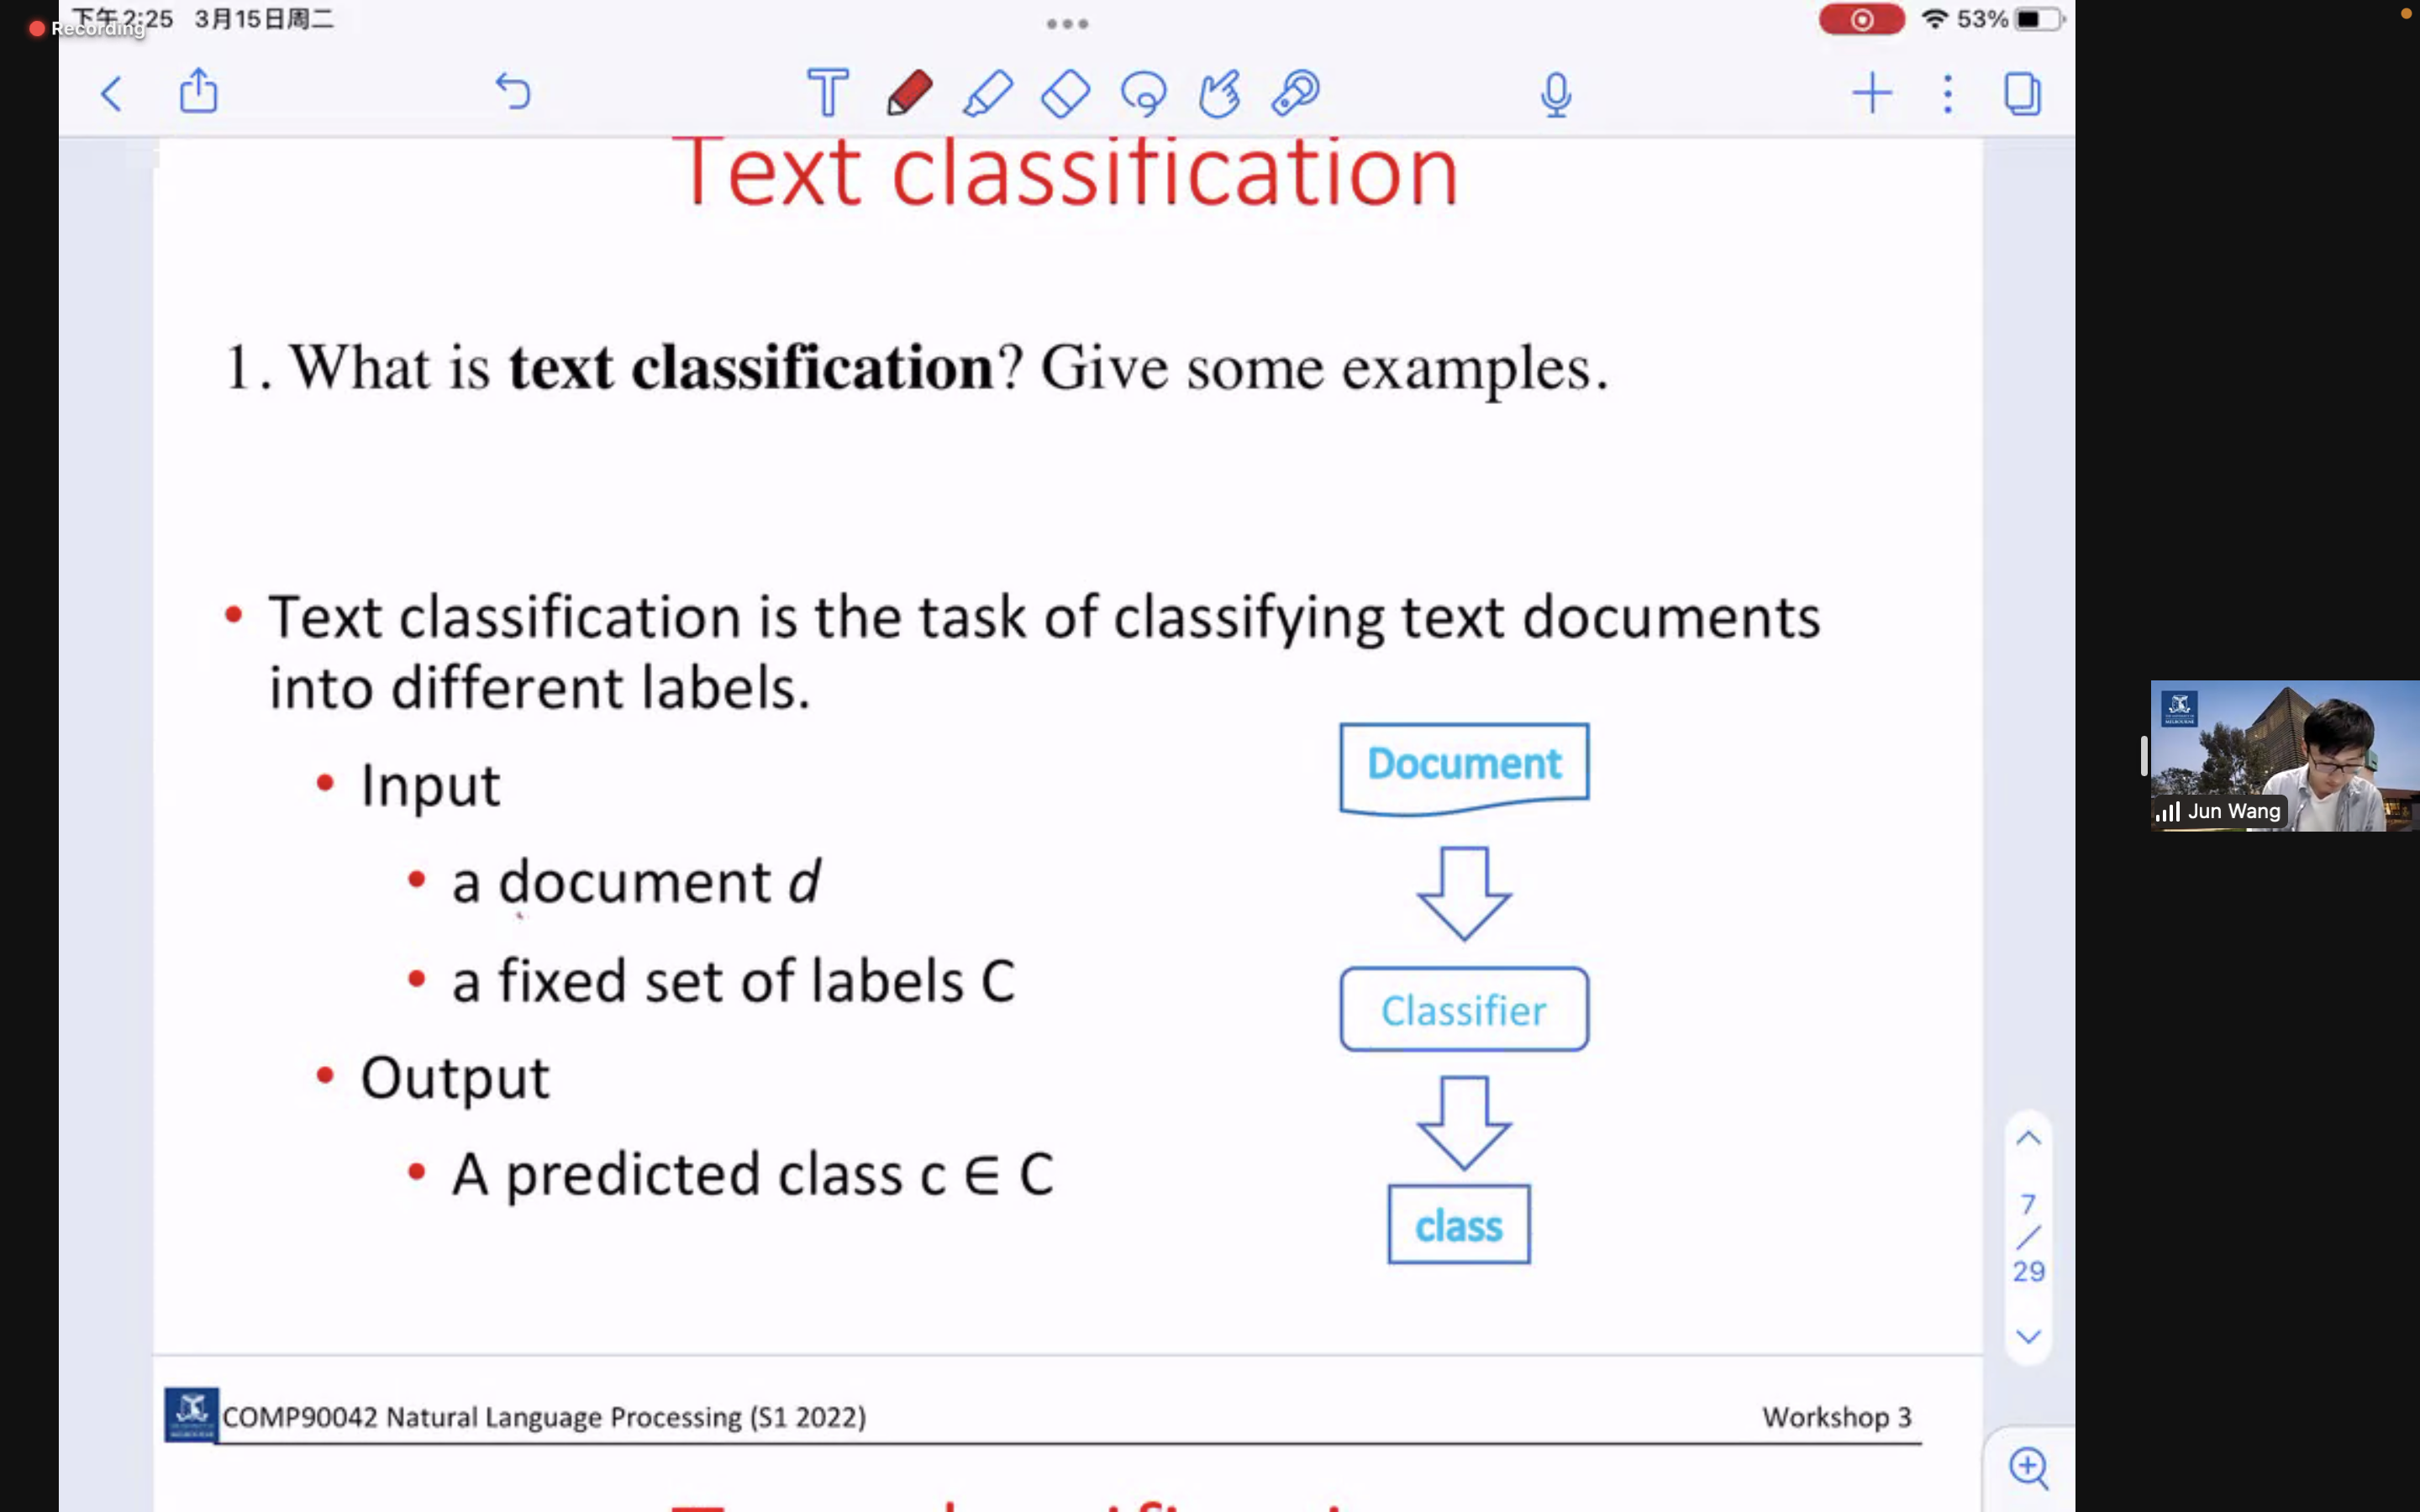 下午2:25 3月15日周二
Recording
53%
Text classification
1. What is text classification? Give some examples.
• Text classification is the task of classifying text documents
into different labels.
• Input
• a document d
• a fixed set of labels C
• Output
• A predicted class c ∈ C
Document
Classifier
class
7
/
29
Jun Wang
COMP90042 Natural Language Processing (S1 2022)
Workshop 3